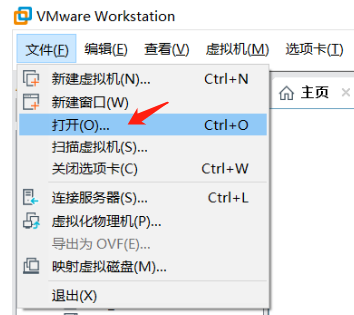 VMware Workstation
文件(F) 编辑(E) 查看(V) 虚拟机(M) 选项卡(T)
新建虚拟机(N)... Ctrl+N
新建窗口(W)
打开(O)... Ctrl+O
扫描虚拟机(S)...
关闭选项卡(C) Ctrl+W
连接服务器(S)... Ctrl+L
虚拟化物理机(P)...
导出为 OVF(E)...
映射虚拟磁盘(M)...
退出(X)
主页